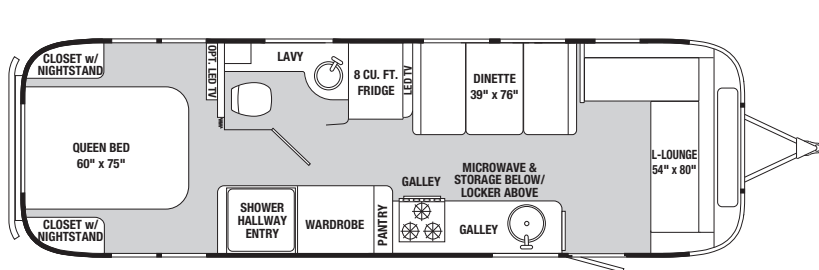 CLOSET w/
NIGHTSTAND
OPT. LED TV
LAVY
8 CU. FT.
FRIDGE
LED TV
DINETTE
39" x 76"
QUEEN BED
60" x 75"
L-LOUNGE
54" x 80"
MICROWAVE &
STORAGE BELOW/
LOCKER ABOVE
GALLEY
SHOWER
HALLWAY
ENTRY
WARDROBE
PANTRY
GALLEY
CLOSET w/
NIGHTSTAND